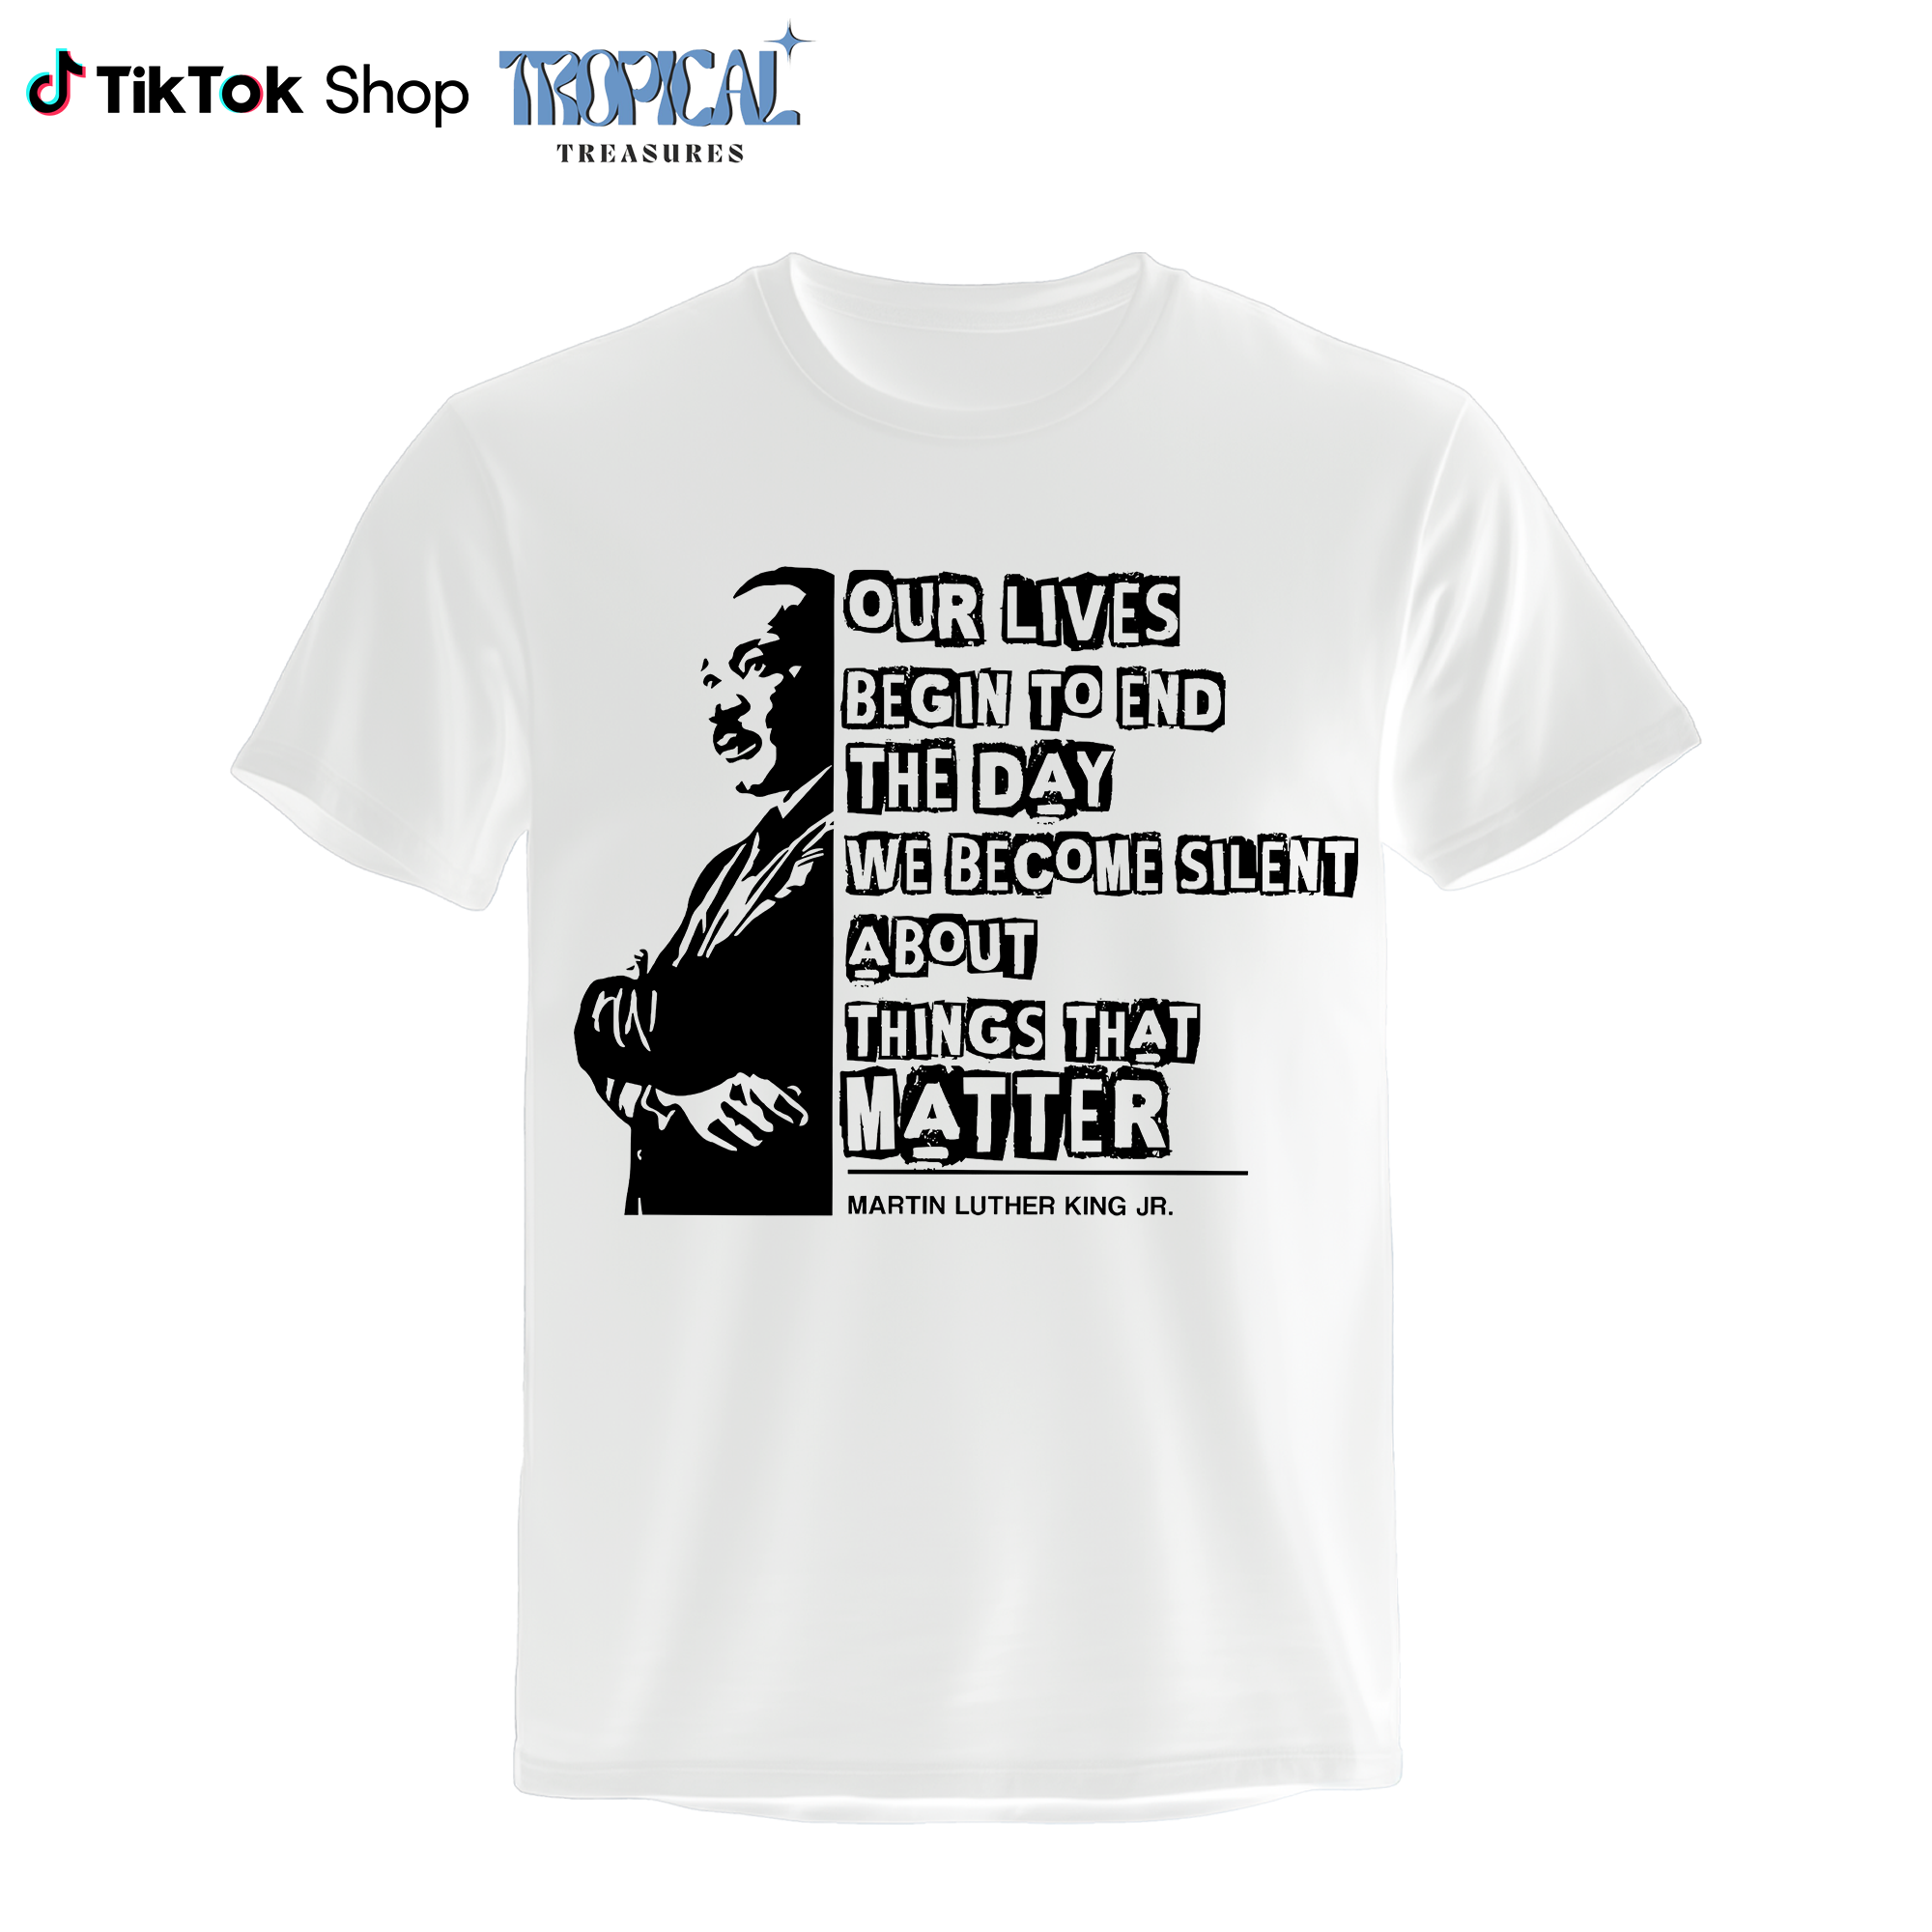 TikTok Shop
TROPICAL
TREASURES
OUR LIVES
BEGIN TO END
THE DAY
WE BECOME SILENT
ABOUT
THINGS THAT
MATTER
MARTIN LUTHER KING JR.